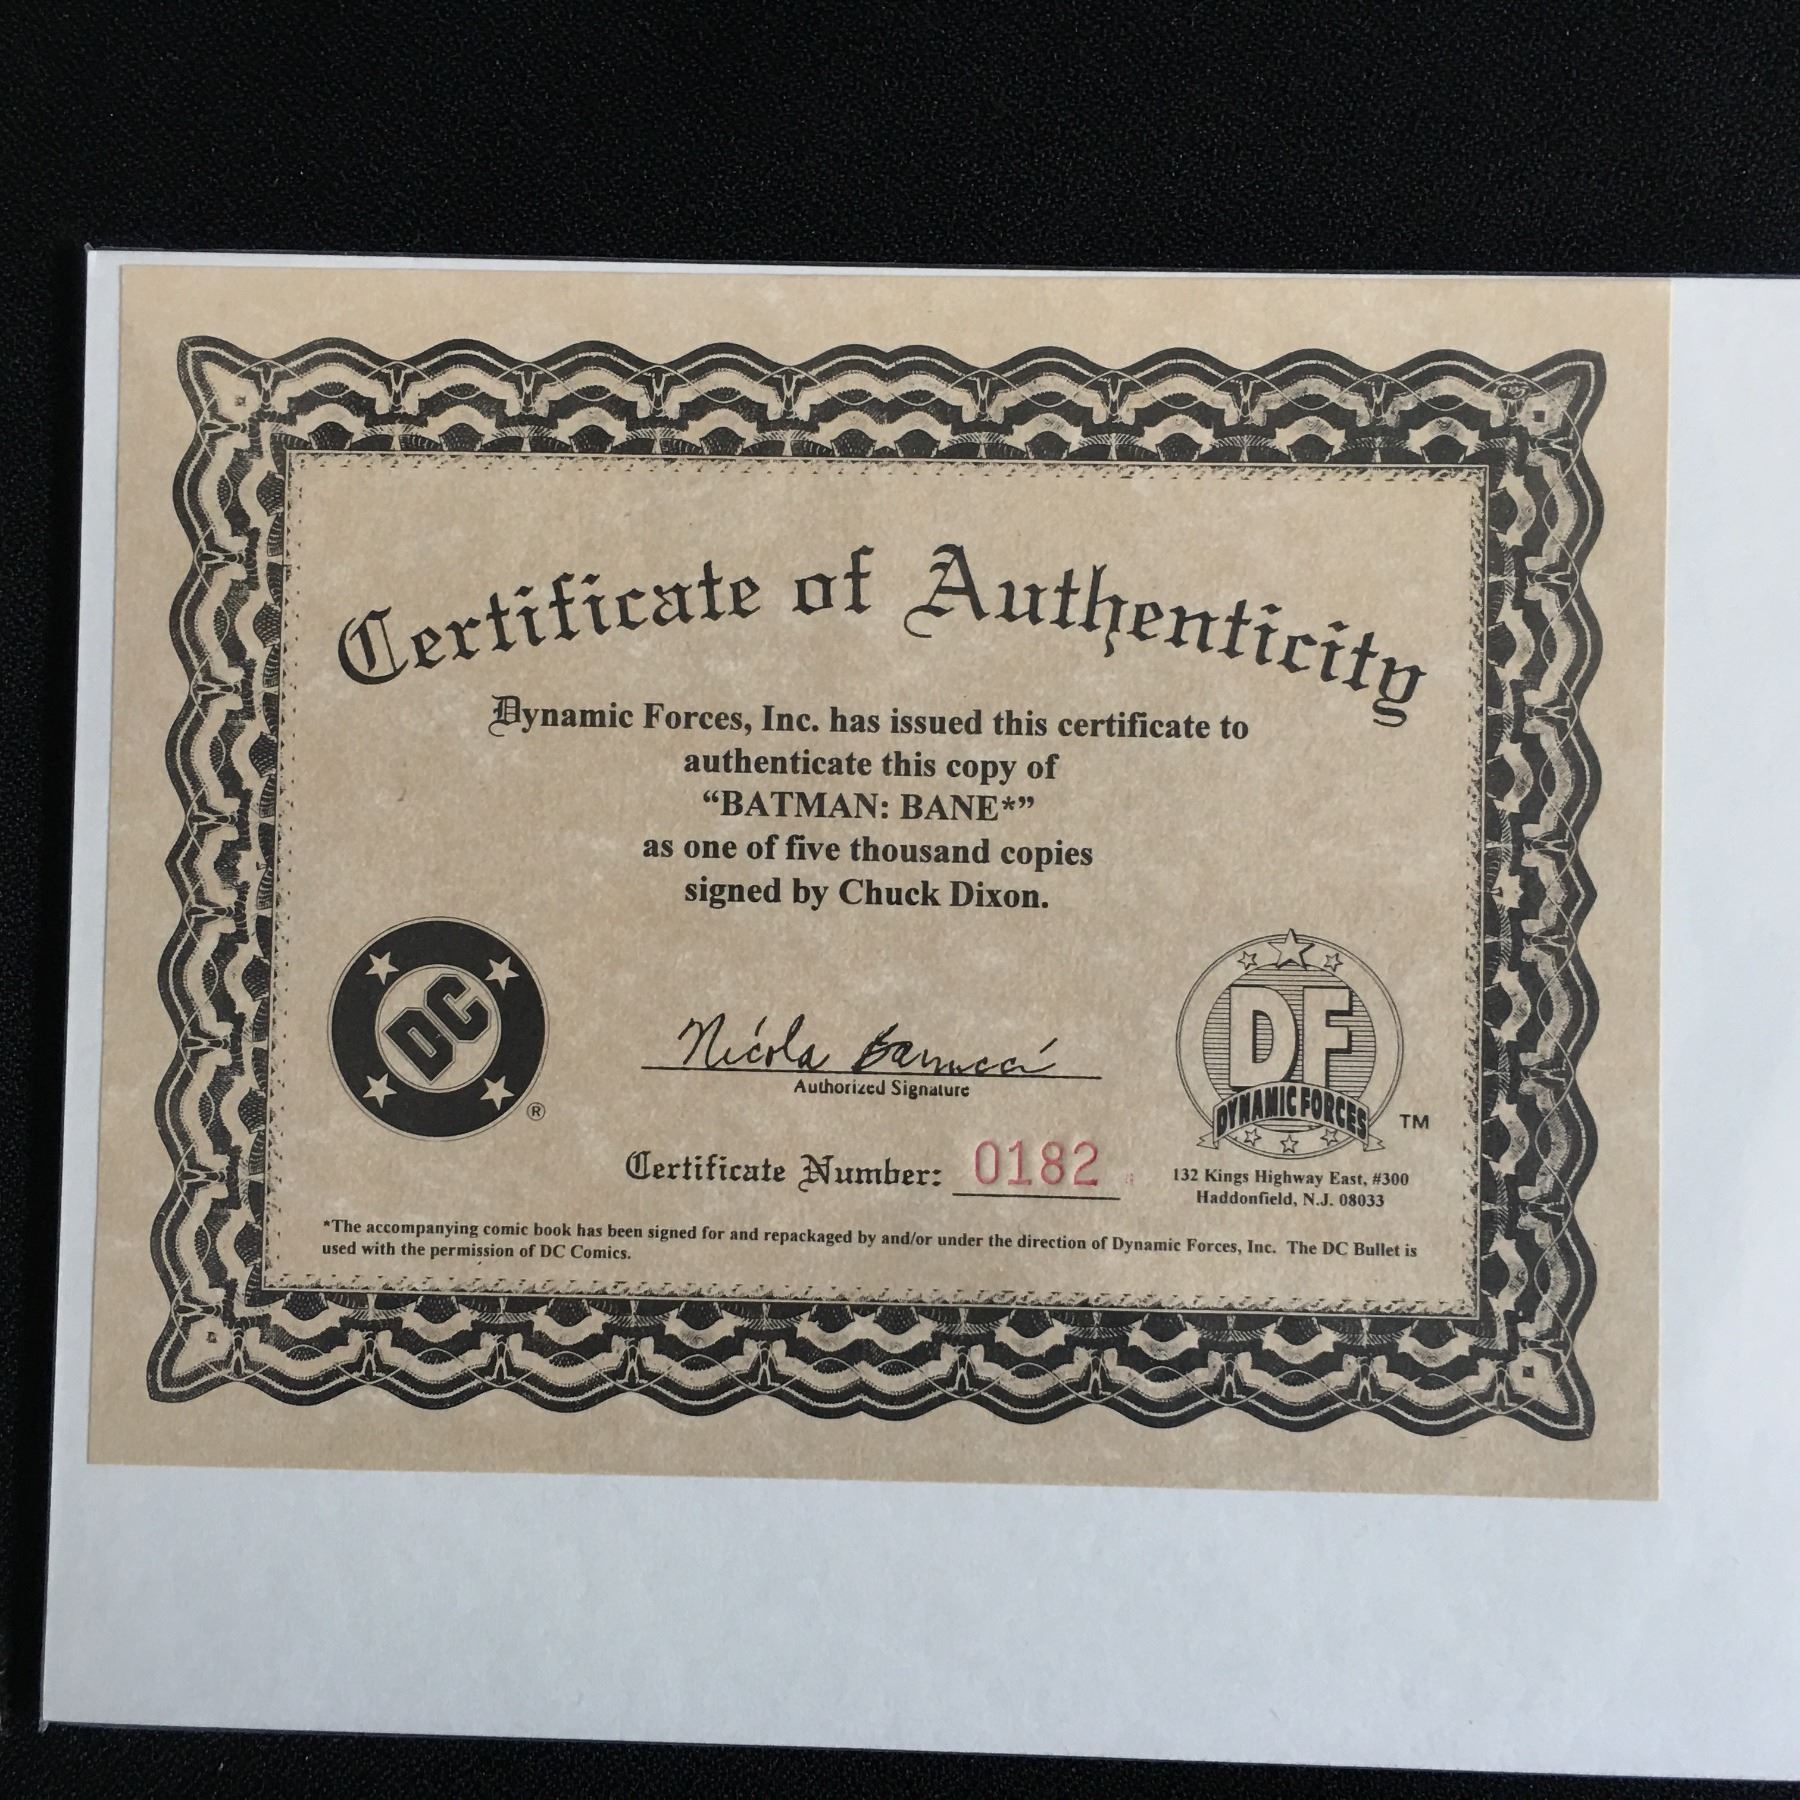 Certificate of Authenticity
Dynamic Forces, Inc. has issued this certificate to
authenticate this copy of
“BATMAN: BANE*”
as one of five thousand copies
signed by Chuck Dixon.
DC
®
Nicola Barrucci
Authorized Signature
DF
DYNAMIC FORCES
TM
Certificate Number: 0182
132 Kings Highway East, #300
Haddonfield, N.J. 08033
*The accompanying comic book has been signed for and repackaged by and/or under the direction of Dynamic Forces, Inc. The DC Bullet is
used with the permission of DC Comics.